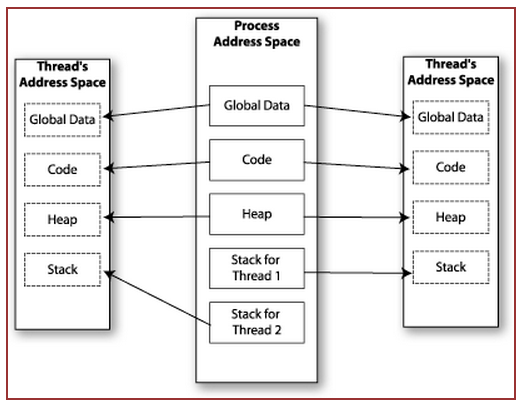 Thread's
Address Space
Global Data
Code
Heap
Stack
Process
Address Space
Global Data
Code
Heap
Stack for
Thread 1
Stack for
Thread 2
Thread's
Address Space
Global Data
Code
Heap
Stack